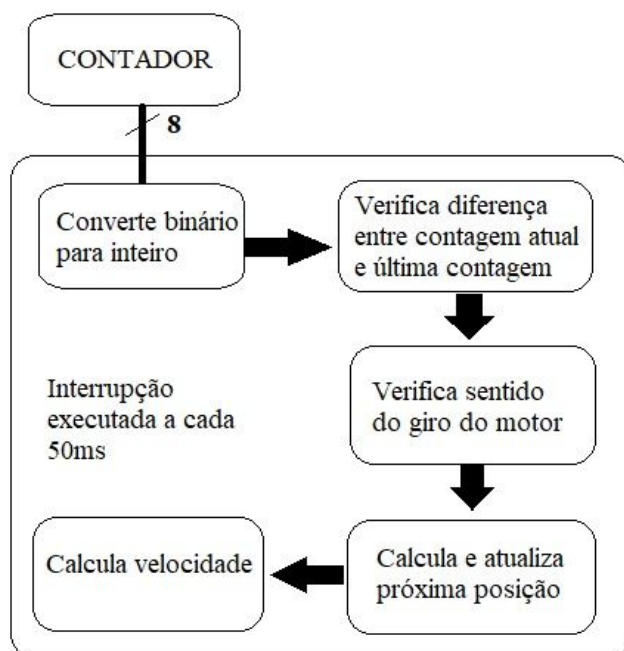 CONTADOR
8
Converte binário
para inteiro
Verifica diferença
entre contagem atual
e última contagem
Verifica sentido
do giro do motor
Interrupção
executada a cada
50ms
Calcula e atualiza
próxima posição
Calcula velocidade